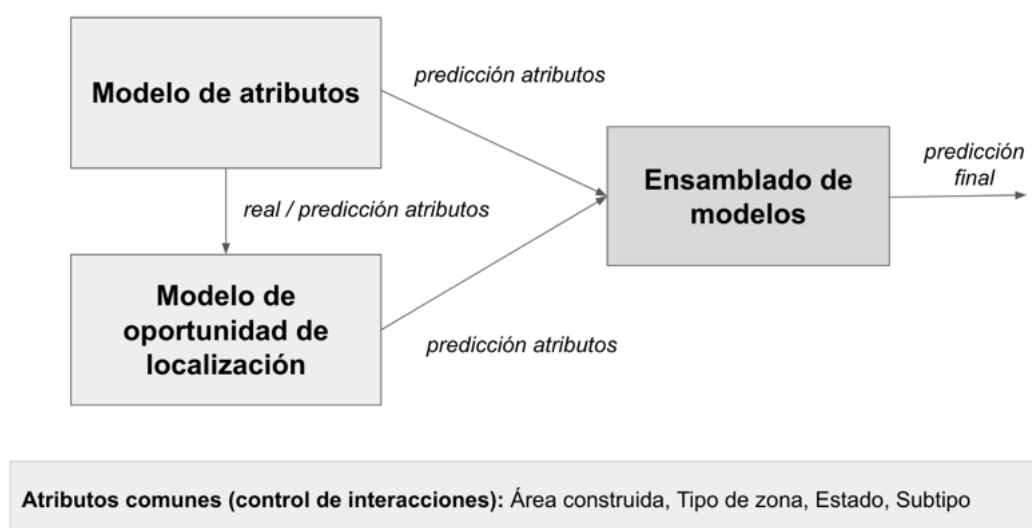 Modelo de atributos
predicción atributos
real / predicción atributos
Modelo de
oportunidad de
localización
predicción atributos
Ensamblado de
modelos
predicción
final
Atributos comunes (control de interacciones): Área construida, Tipo de zona, Estado, Subtipo